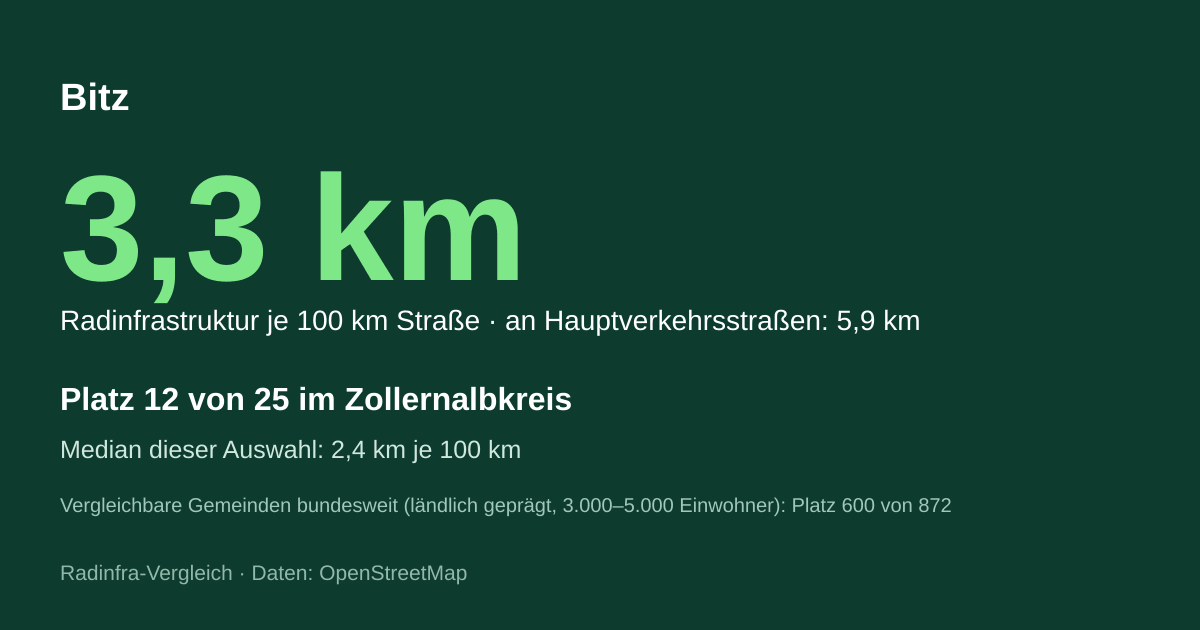 Bitz
3,3 km
Radinfrastruktur je 100 km Straße · an Hauptverkehrsstraßen: 5,9 km
Platz 12 von 25 im Zollernalbkreis
Median dieser Auswahl: 2,4 km je 100 km
Vergleichbare Gemeinden bundesweit (ländlich geprägt, 3.000–5.000 Einwohner): Platz 600 von 872
Radinfra-Vergleich · Daten: OpenStreetMap